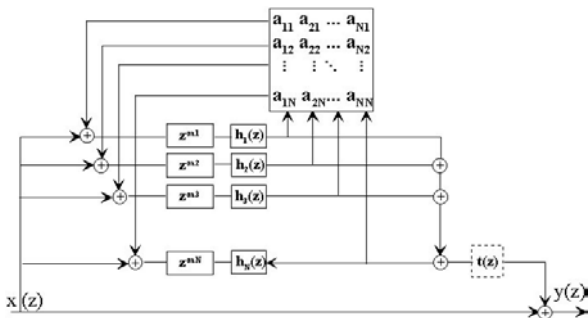 a11 a21 ... aN1
a12 a22 ... aN2
⋮ ⋮ ⋱ ⋮
a1N a2N... aNN
z^m1 h1(z)
z^m2 h2(z)
z^m3 h3(z)
z^mN hN(z) t(z)
x (z) y(z)